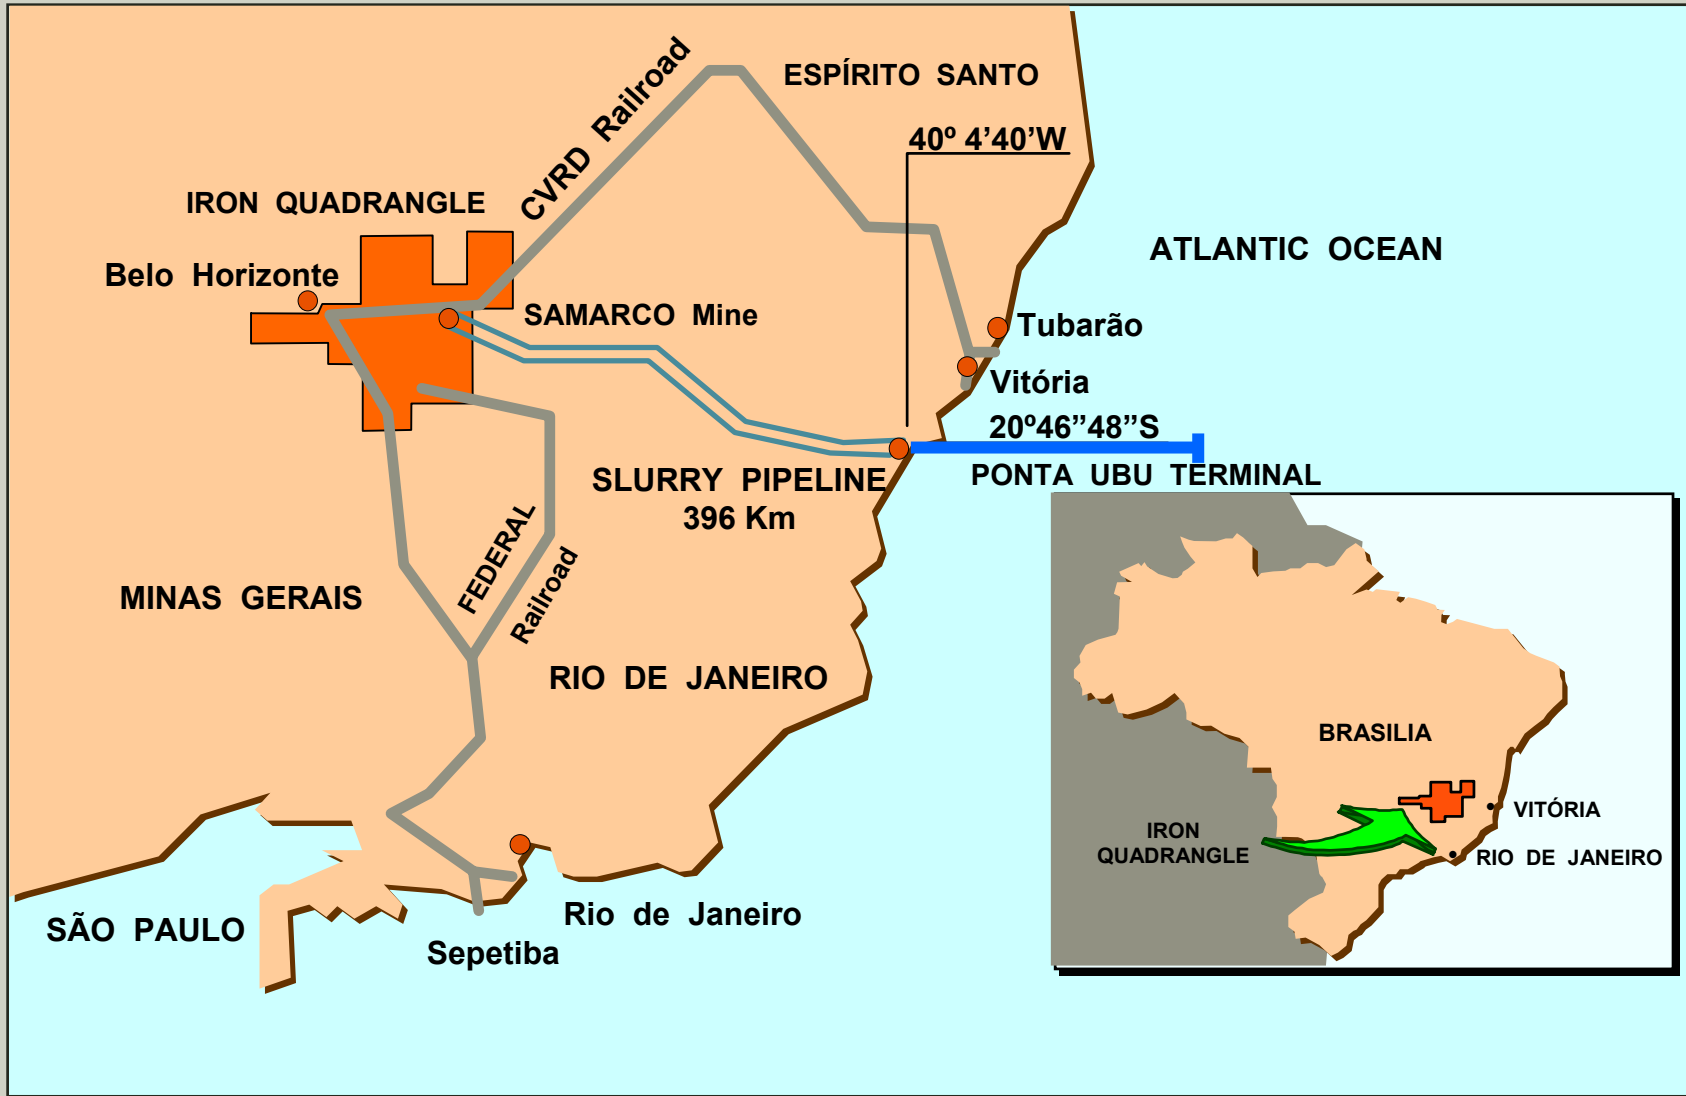 ESPÍRITO SANTO
CVRD Railroad
40º 4’40’W
IRON QUADRANGLE
ATLANTIC OCEAN
Belo Horizonte
SAMARCO Mine
Tubarão
Vitória
20º46”48”S
PONTA UBU TERMINAL
SLURRY PIPELINE
396 Km
FEDERAL
Railroad
MINAS GERAIS
RIO DE JANEIRO
SÃO PAULO
Rio de Janeiro
Sepetiba
BRASILIA
VITÓRIA
IRON
QUADRANGLE
RIO DE JANEIRO